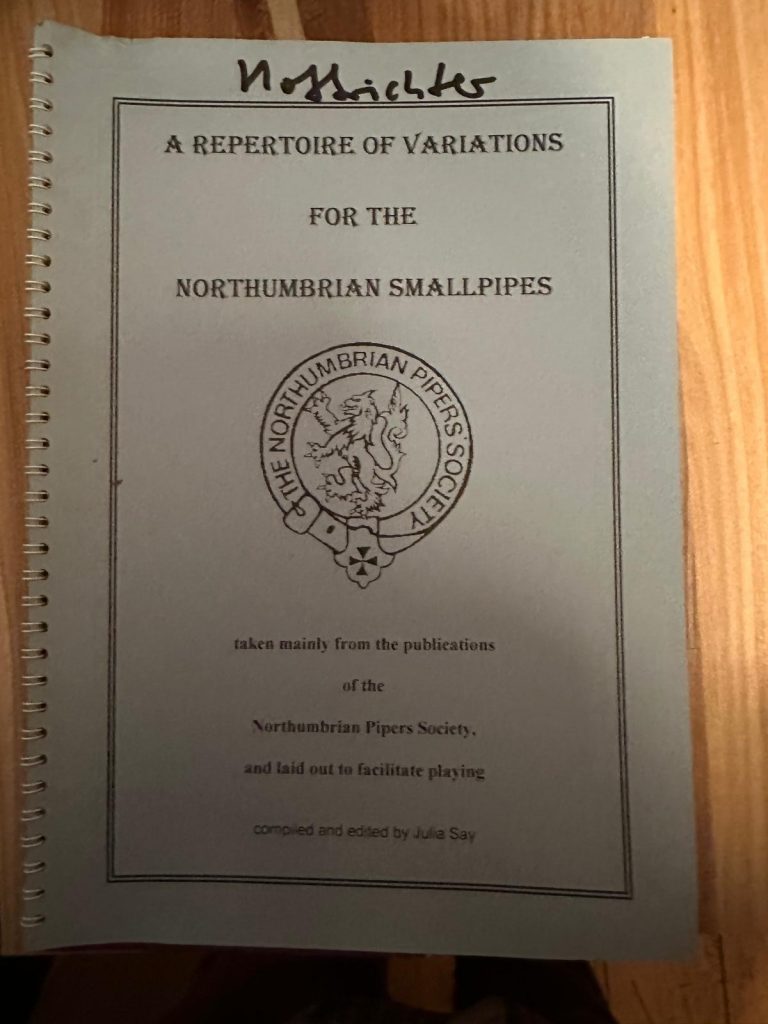 Hoffrichter
A REPERTOIRE OF VARIATIONS
FOR THE
NORTHUMBRIAN SMALLPIPES
THE NORTHUMBRIAN PIPERS' SOCIETY
taken mainly from the publications
of the
Northumbrian Pipers Society,
and laid out to facilitate playing
compiled and edited by Julia Say